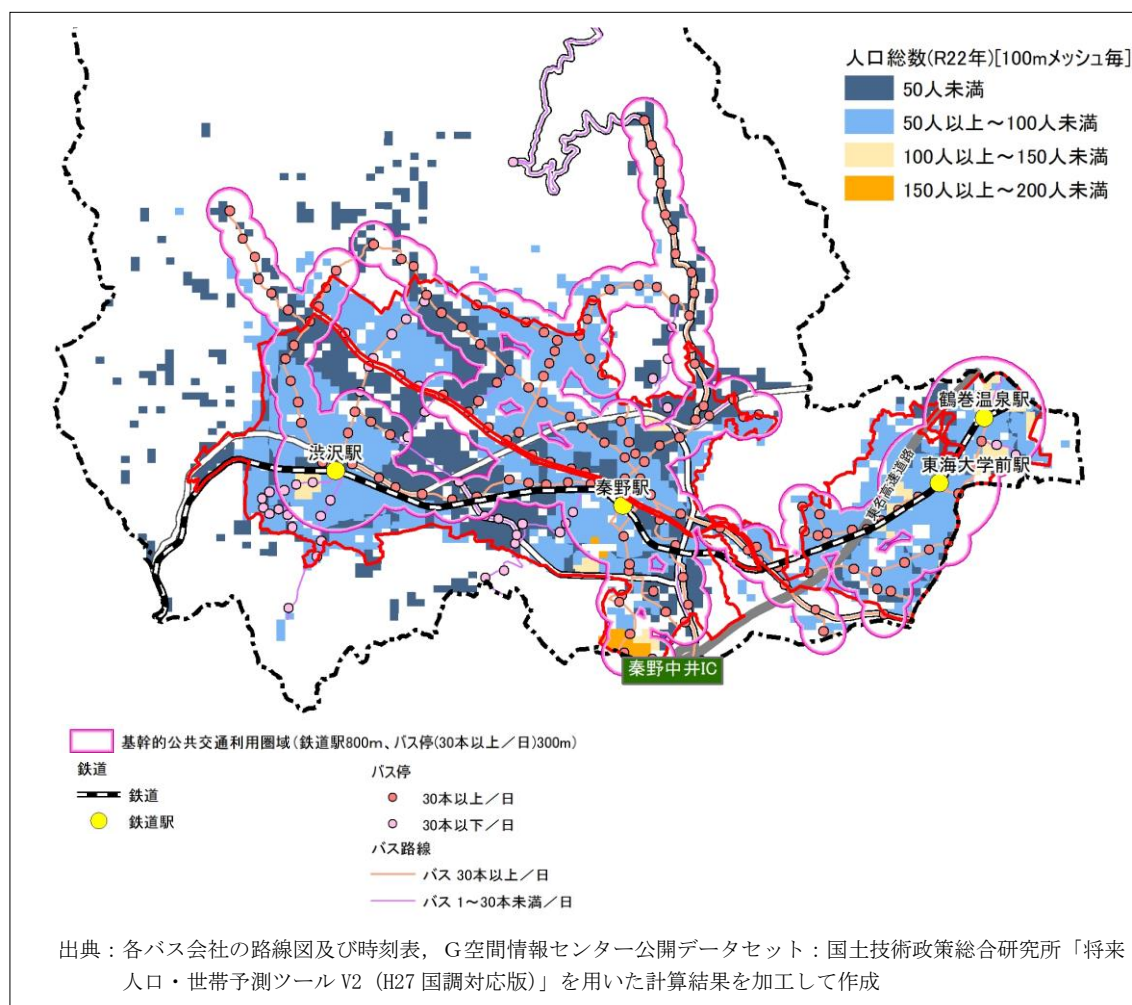 人口総数(R22年)[100mメッシュ毎]
50人未満
50人以上～100人未満
100人以上～150人未満
150人以上～200人未満
鶴巻温泉駅
東海大学前駅
東名高速道路
渋沢駅
秦野駅
秦野中井IC
基幹的公共交通利用圏域(鉄道駅800m、バス停(30本以上／日)300m)
鉄道
鉄道
鉄道駅
バス停
30本以上／日
30本以下／日
バス路線
バス 30本以上／日
バス 1～30本未満／日
出典：各バス会社の路線図及び時刻表，Ｇ空間情報センター公開データセット：国土技術政策総合研究所「将来
人口・世帯予測ツール V2 (H27 国調対応版)」を用いた計算結果を加工して作成